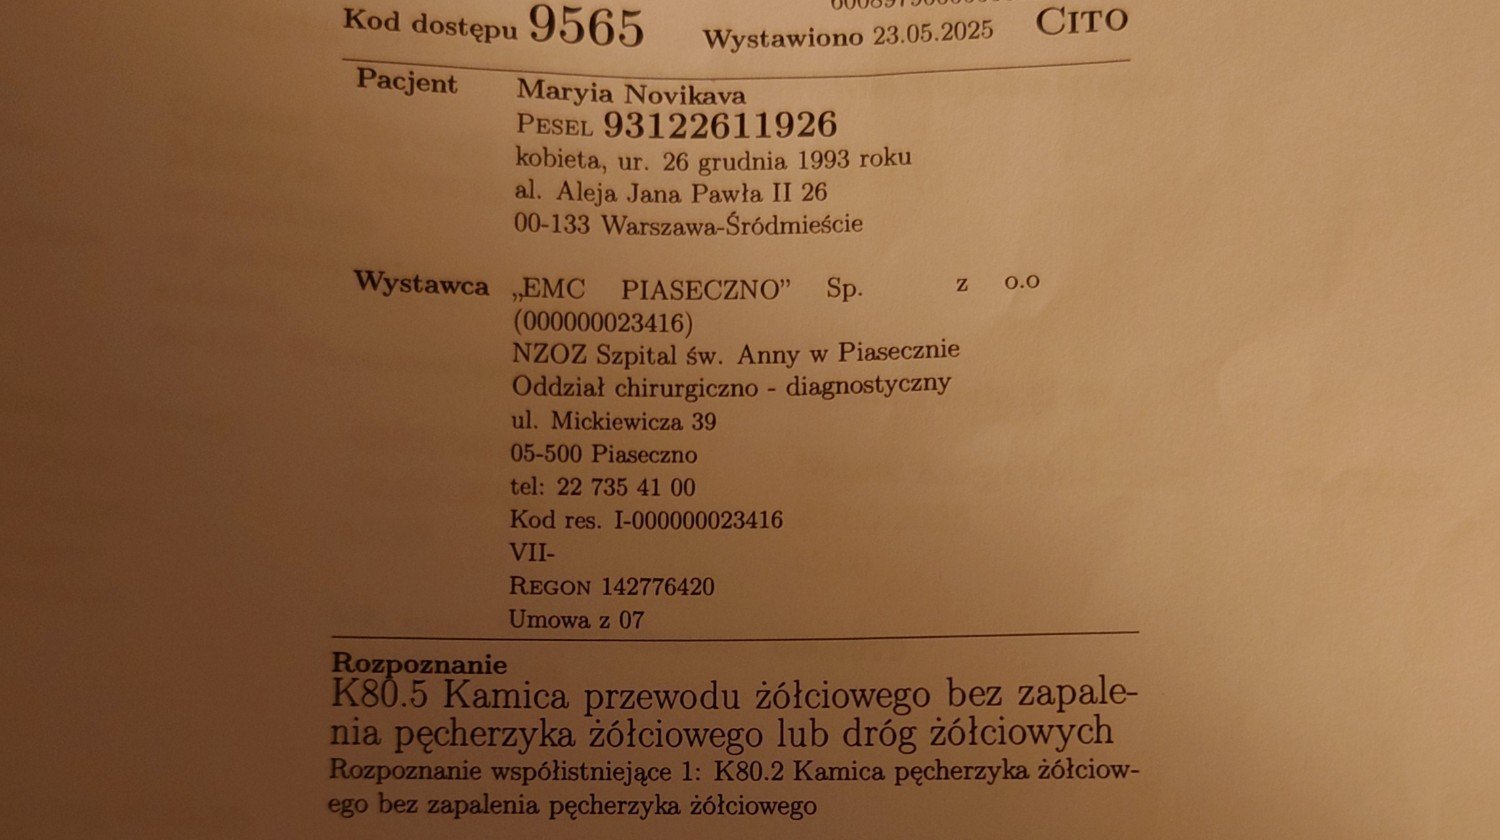 Kod dostępu 9565 Wystawiono 23.05.2025 CITO
Pacjent Maryia Novikava
PESEL 93122611926
kobieta, ur. 26 grudnia 1993 roku
al. Aleja Jana Pawła II 26
00-133 Warszawa-Śródmieście
Wystawca „EMC PIASECZNO” Sp. z o.o
(000000023416)
NZOZ Szpital św. Anny w Piasecznie
Oddział chirurgiczno - diagnostyczny
ul. Mickiewicza 39
05-500 Piaseczno
tel: 22 735 41 00
Kod res. I-000000023416
VII-
REGON 142776420
Umowa z 07
Rozpoznanie
K80.5 Kamica przewodu żółciowego bez zapale-
nia pęcherzyka żółciowego lub dróg żółciowych
Rozpoznanie współistniejące 1: K80.2 Kamica pęcherzyka żółciow-
ego bez zapalenia pęcherzyka żółciowego